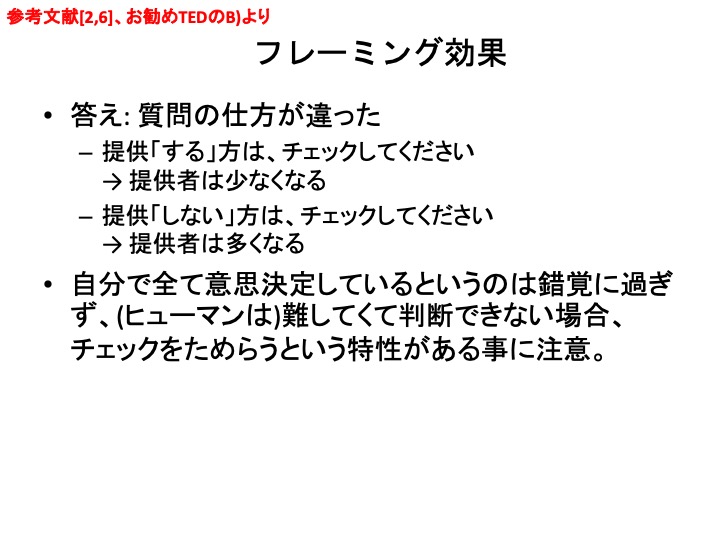 参考文献[2,6]、お勧めTEDのB)より
フレーミング効果
• 答え: 質問の仕方が違った
– 提供「する」方は、チェックしてください
→ 提供者は少なくなる
– 提供「しない」方は、チェックしてください
→ 提供者は多くなる
• 自分で全て意思決定しているというのは錯覚に過ぎ
ず、(ヒューマンは)難してくて判断できない場合、
チェックをためらうという特性がある事に注意。